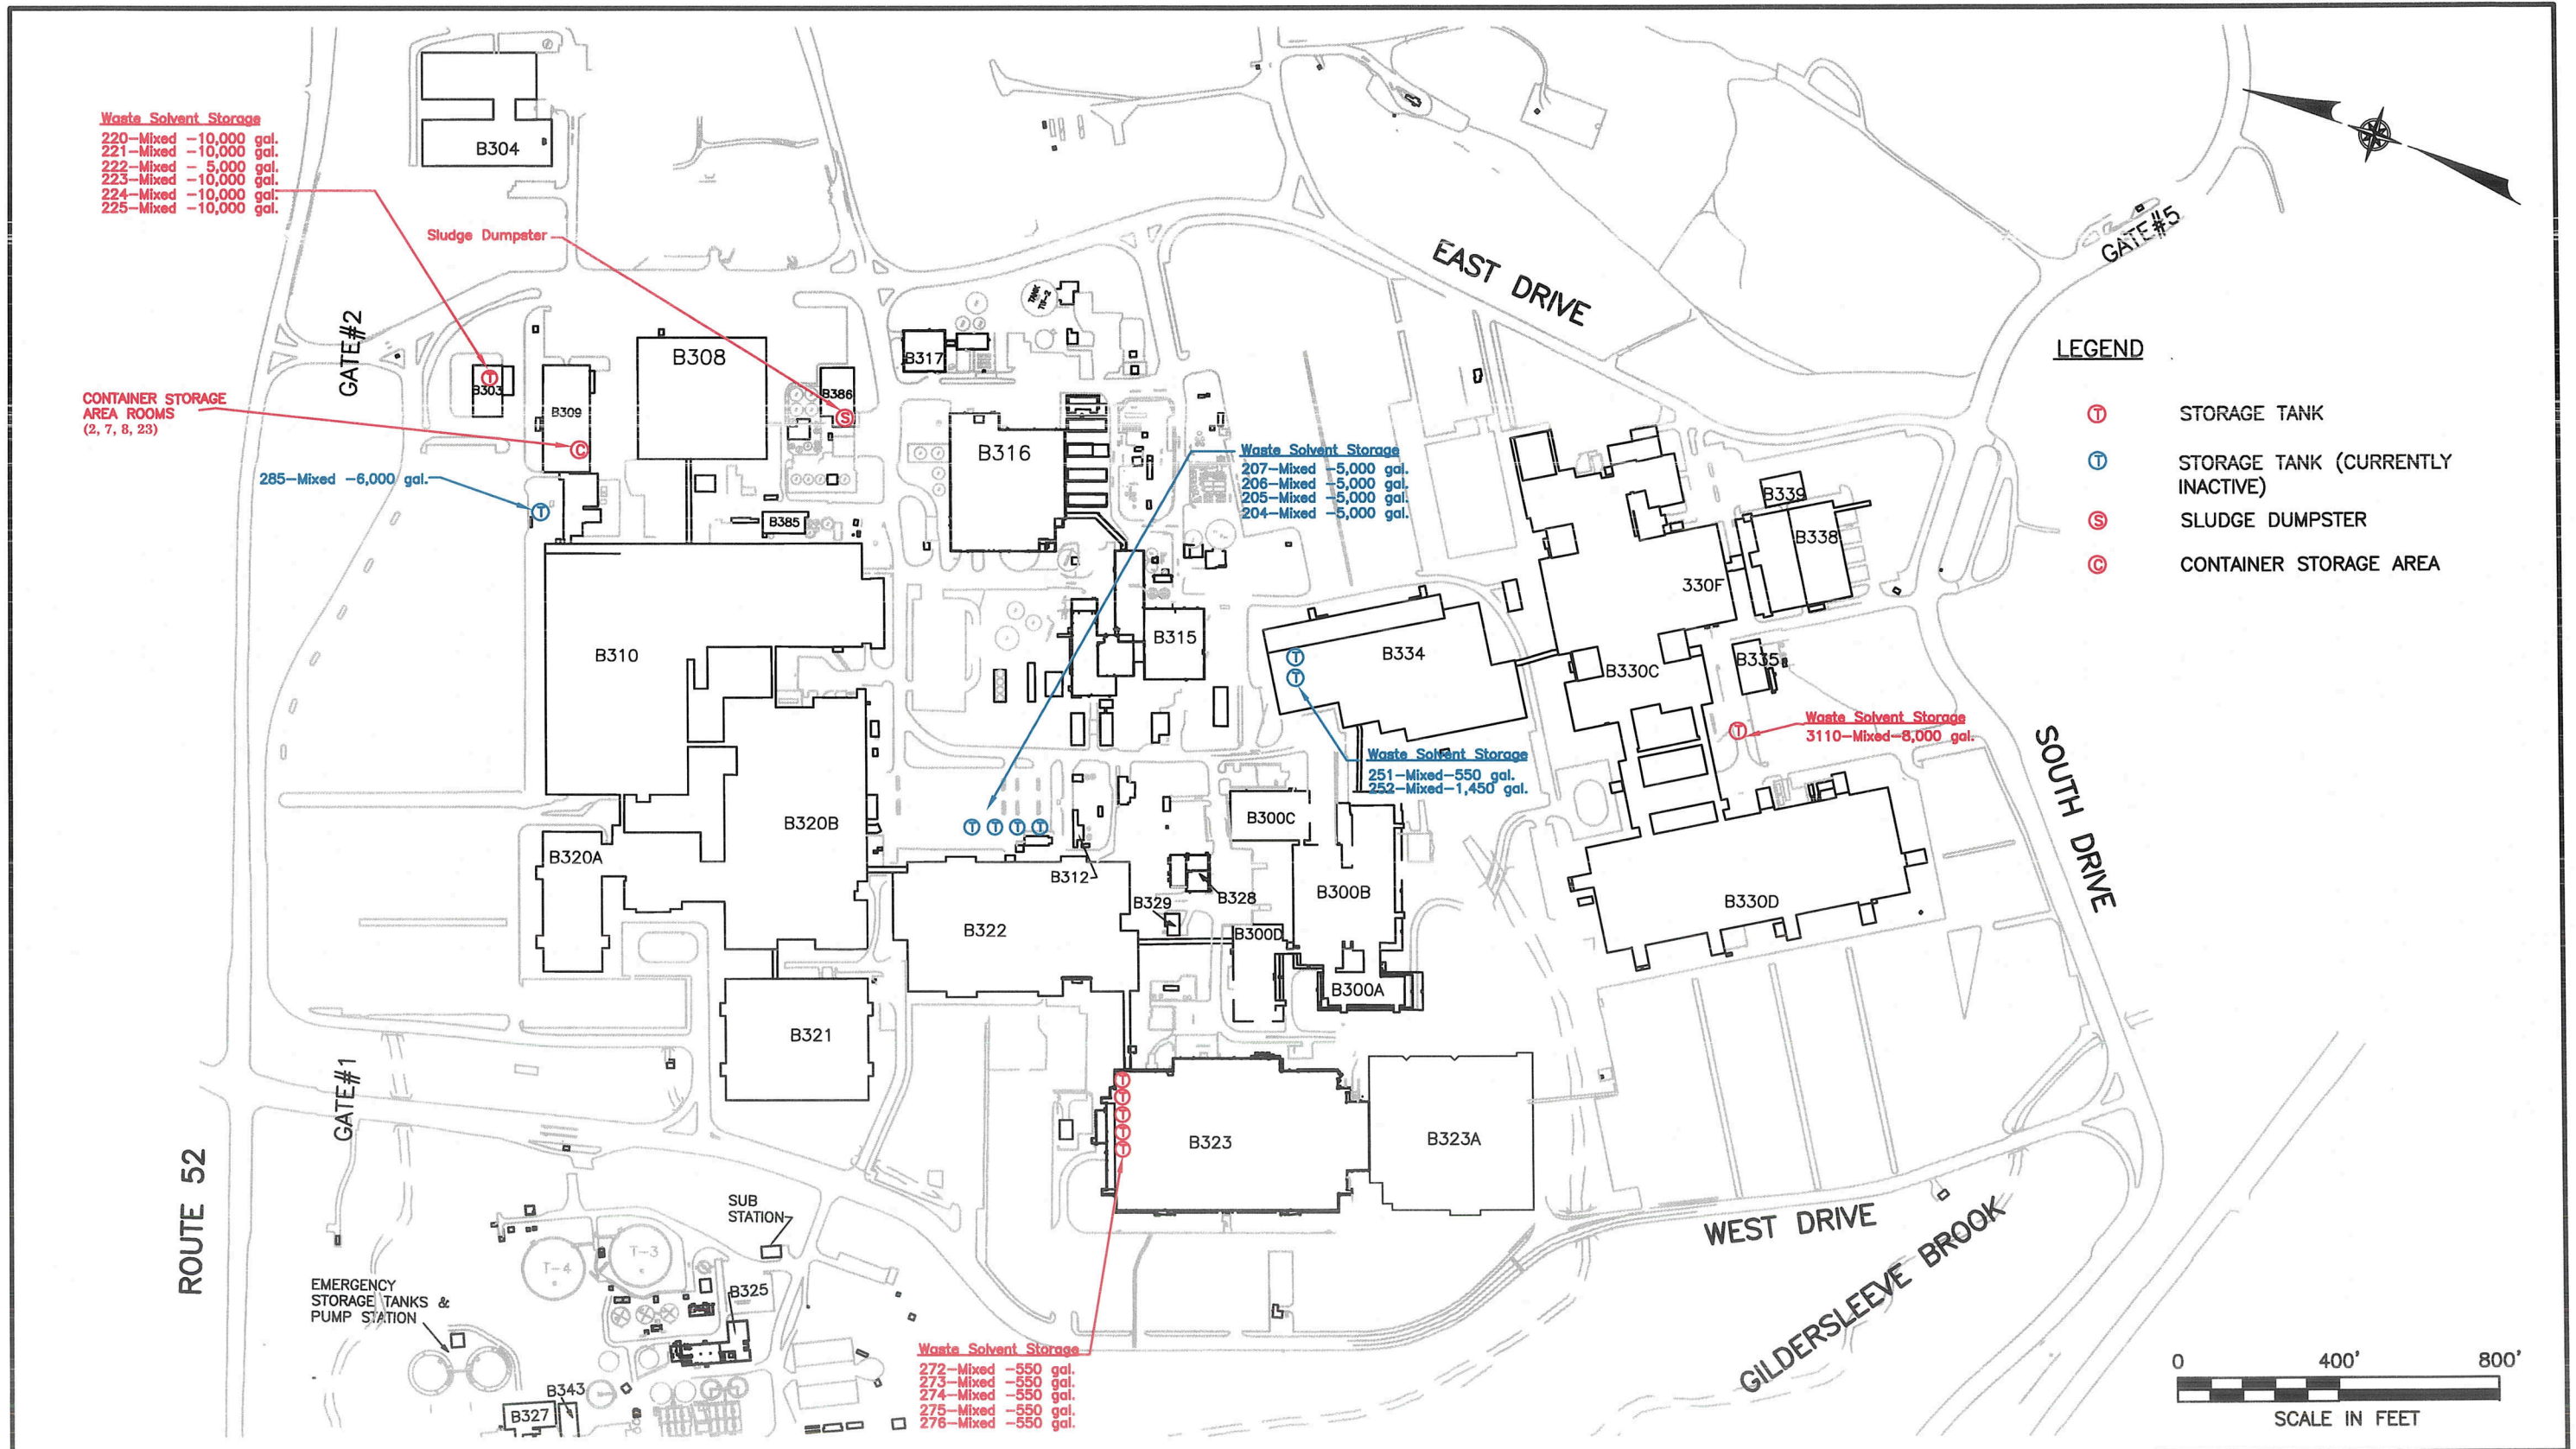 Waste Solvent Storage
220-Mixed -10,000 gal.
221-Mixed -10,000 gal.
222-Mixed - 5,000 gal.
223-Mixed -10,000 gal.
224-Mixed -10,000 gal.
225-Mixed -10,000 gal.
B304
Sludge Dumpster
GATE#2
CONTAINER STORAGE
AREA ROOMS
(2, 7, 8, 23)
285-Mixed -6,000 gal.
T
B303
B309
C
T
B308
B386
S
B385
B317
TANK
B316
EAST DRIVE
GATE#5
LEGEND
T STORAGE TANK
T STORAGE TANK (CURRENTLY
INACTIVE)
S SLUDGE DUMPSTER
C CONTAINER STORAGE AREA
Waste Solvent Storage
207-Mixed -5,000 gal.
206-Mixed -5,000 gal.
205-Mixed -5,000 gal.
204-Mixed -5,000 gal.
B339
B338
330F
B310
B315
B334
T
T
B330C
B335
T
Waste Solvent Storage
3110-Mixed-8,000 gal.
Waste Solvent Storage
251-Mixed-550 gal.
252-Mixed-1,450 gal.
SOUTH DRIVE
B320B
B320A
T T T T
B312
B300C
B328
B329
B300B
B322
B300D
B300A
B330D
B321
GATE#1
ROUTE 52
T
T
T
T
T
B323
B323A
WEST DRIVE
GILDERSLEEVE BROOK
SUB
STATION
T-3
T-4
B325
EMERGENCY
STORAGE TANKS &
PUMP STATION
B343
B327
Waste Solvent Storage
272-Mixed -550 gal.
273-Mixed -550 gal.
274-Mixed -550 gal.
275-Mixed -550 gal.
276-Mixed -550 gal.
0 400' 800'
SCALE IN FEET